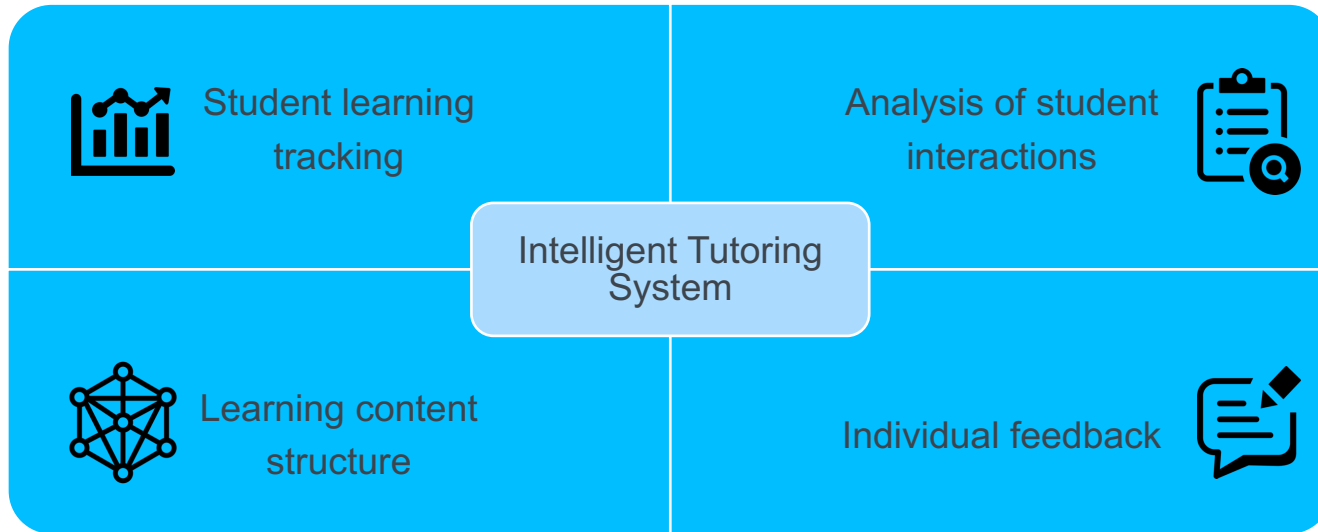 Student learning
tracking
Analysis of student
interactions
Intelligent Tutoring
System
Learning content
structure
Individual feedback